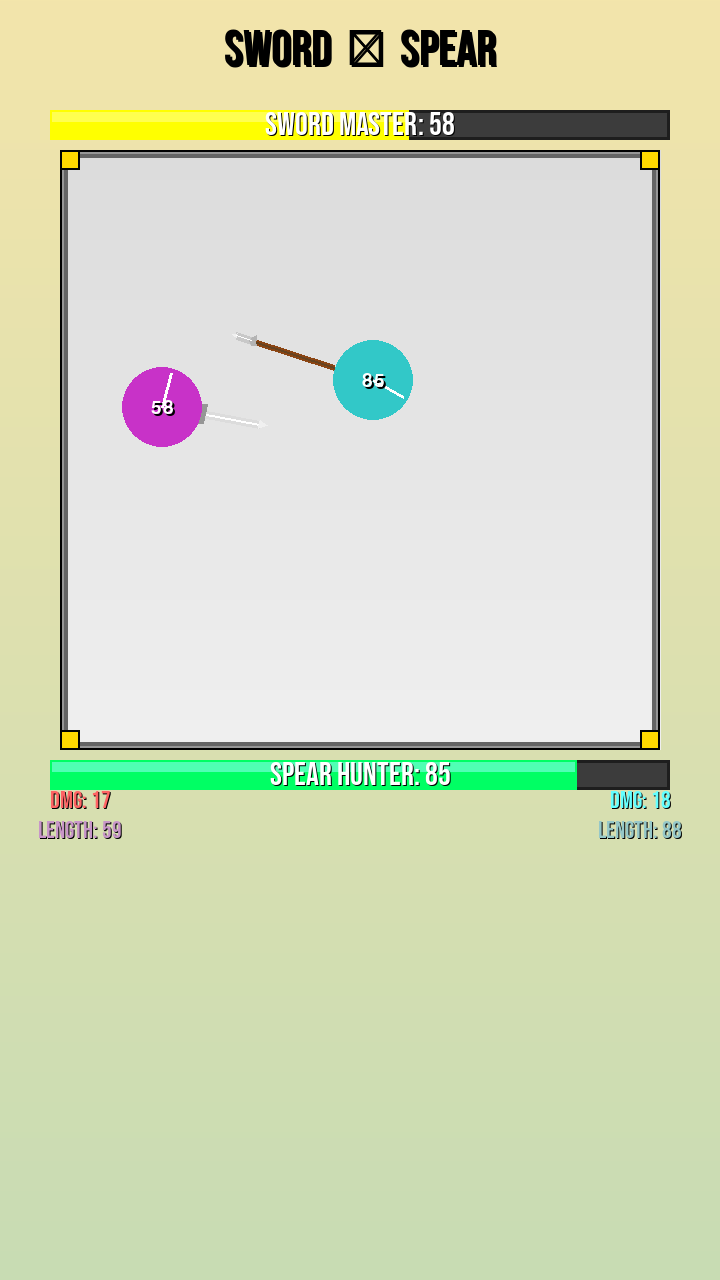 SWORD ☒ SPEAR
SWORD MASTER: 58
85
58
SPEAR HUNTER: 85
DMG: 17
DMG: 18
LENGTH: 59
LENGTH: 88